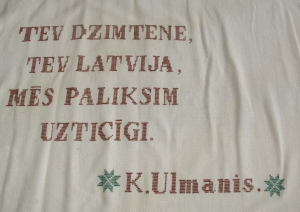 TEV DZIMTENE,
TEV LATVIJA,
MĒS PALIKSIM
UZTICĪGI.
K.Ulmanis.